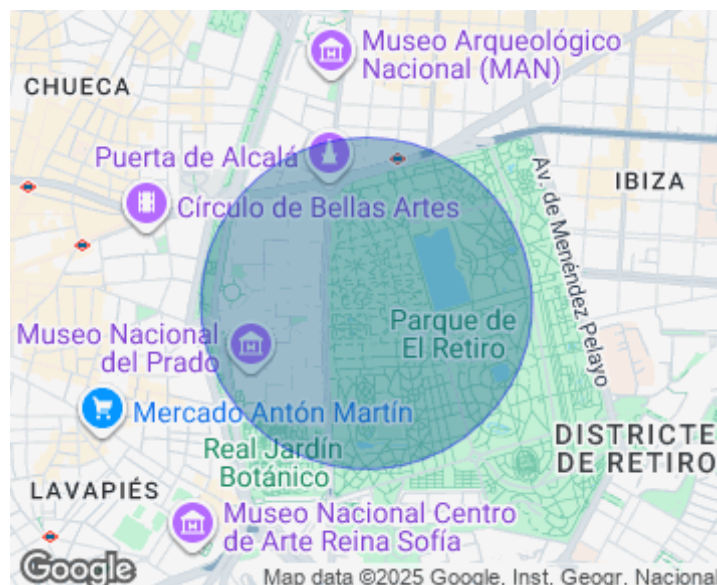 Museo Arqueológico
Nacional (MAN)
CHUECA
Puerta de Alcalá
Av. de Menéndez Pelayo
IBIZA
Círculo de Bellas Artes
Parque de
El Retiro
Museo Nacional
del Prado
Mercado Antón Martín
DISTRICTE
DE RETIRO
Real Jardín
Botánico
LAVAPIÉS
Museo Nacional Centro
de Arte Reina Sofía
Google
Map data ©2025 Google, Inst. Geogr. Nacional